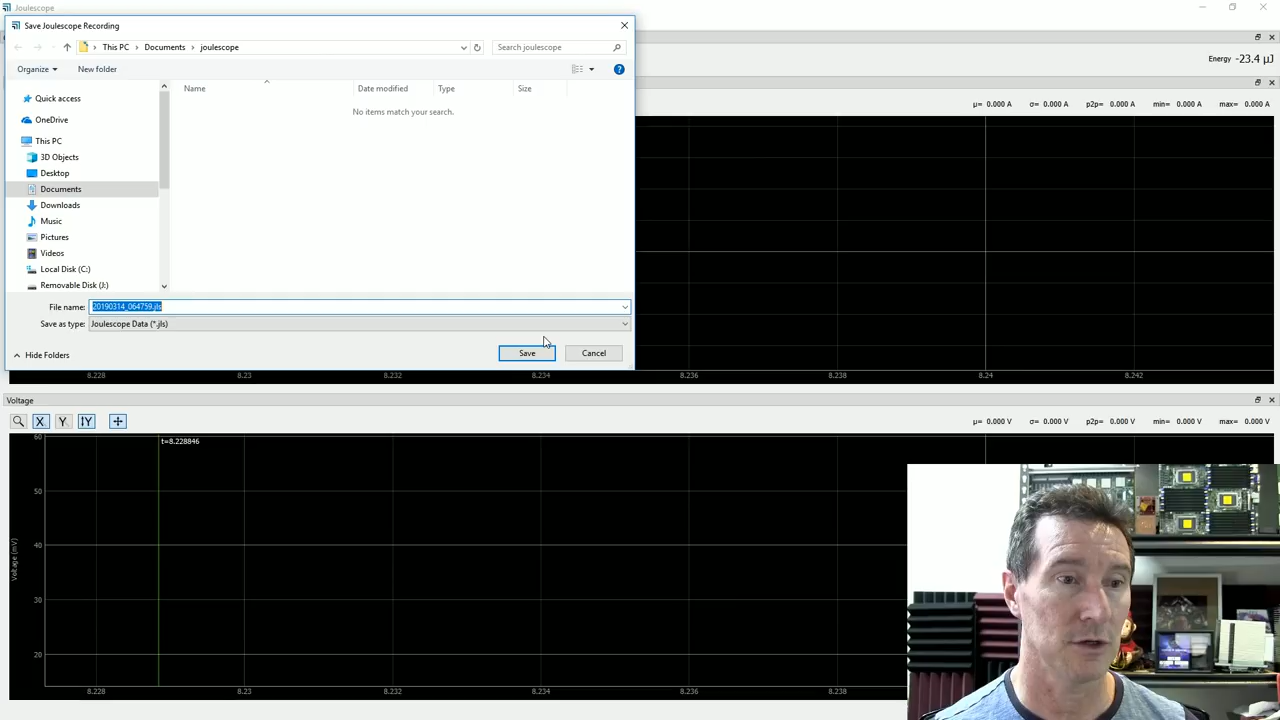 Joulescope
Save Joulescope Recording
This PC > Documents > joulescope
Search joulescope
Organize
New folder
Name
Date modified
Type
Size
No items match your search.
Quick access
OneDrive
This PC
3D Objects
Desktop
Documents
Downloads
Music
Pictures
Videos
Local Disk (C:)
Removable Disk (J:)
File name: 20190314_064759.jls
Save as type: Joulescope Data (*.jls)
Hide Folders
Save
Cancel
Energy -23.4 µJ
µ= 0.000 A σ= 0.000 A p2p= 0.000 A min= 0.000 A max= 0.000 A
8.228 8.23 8.232 8.234 8.236 8.238 8.24 8.242
Voltage
X Y ↕Y
µ= 0.000 V σ= 0.000 V p2p= 0.000 V min= 0.000 V max= 0.000 V
t=8.228846
60
50
40
30
20
Voltage (mV)
8.228 8.23 8.232 8.234 8.236 8.238